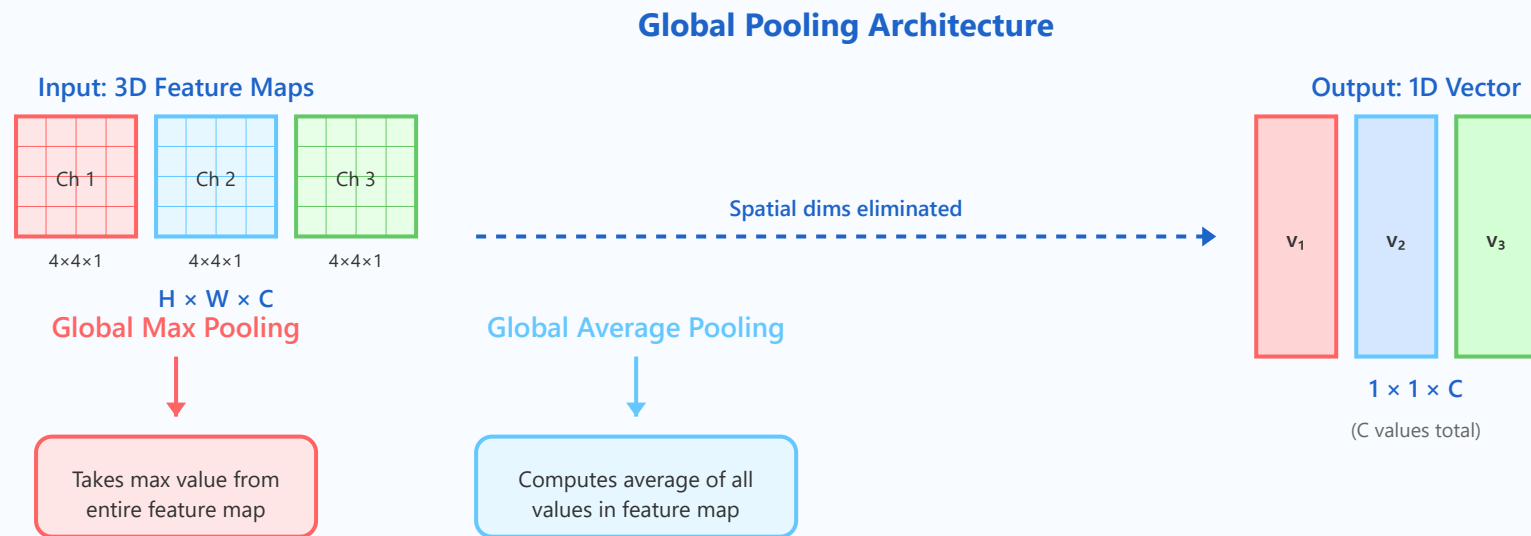 Global Pooling Architecture
Input: 3D Feature Maps
Ch 1
Ch 2
Ch 3
4×4×1
4×4×1
4×4×1
H × W × C
Spatial dims eliminated
Output: 1D Vector
v₁
v₂
v₃
1 × 1 × C
(C values total)
Global Max Pooling
Takes max value from
entire feature map
Global Average Pooling
Computes average of all
values in feature map